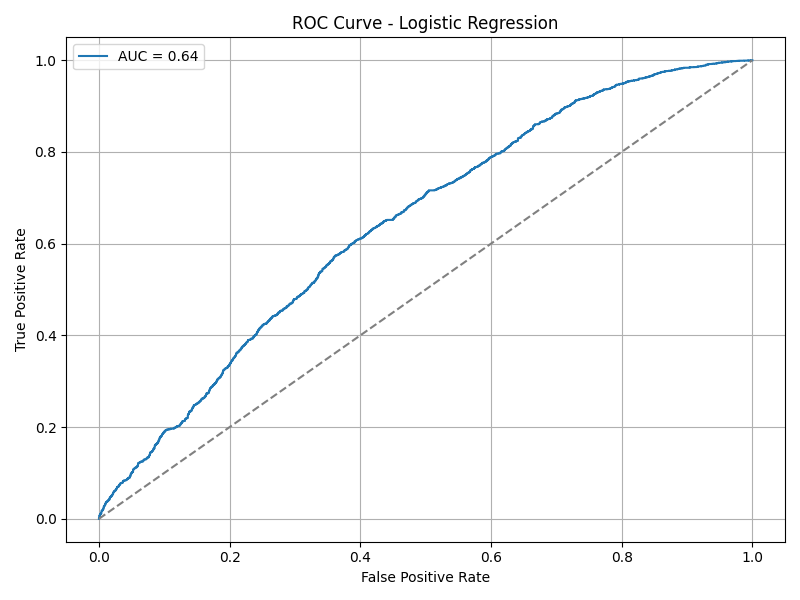 ROC Curve - Logistic Regression
AUC = 0.64
True Positive Rate
1.0
0.8
0.6
0.4
0.2
0.0
0.0 0.2 0.4 0.6 0.8 1.0
False Positive Rate